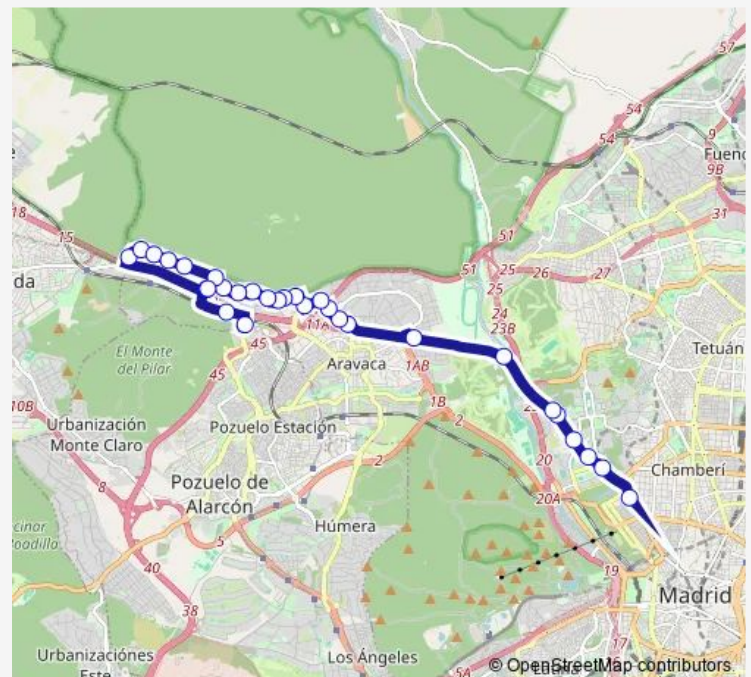 57
54
54
Fuenc
9B
18
51
31
15
51
25
26
27
da
25
24
11A
23B
45
Tetuán
El Monte
del Pilar
Aravaca
1AB
45
10B
1B
2
Urbanización
Monte Claro
Pozuelo Estación
20
Chamberí
Pozuelo de
Alarcón
2
8
20A
Húmera
5
40
19
Madrid
38
17
Urbanizaciónes
Este
Los Ángeles
5A
© OpenStreetMap contributors